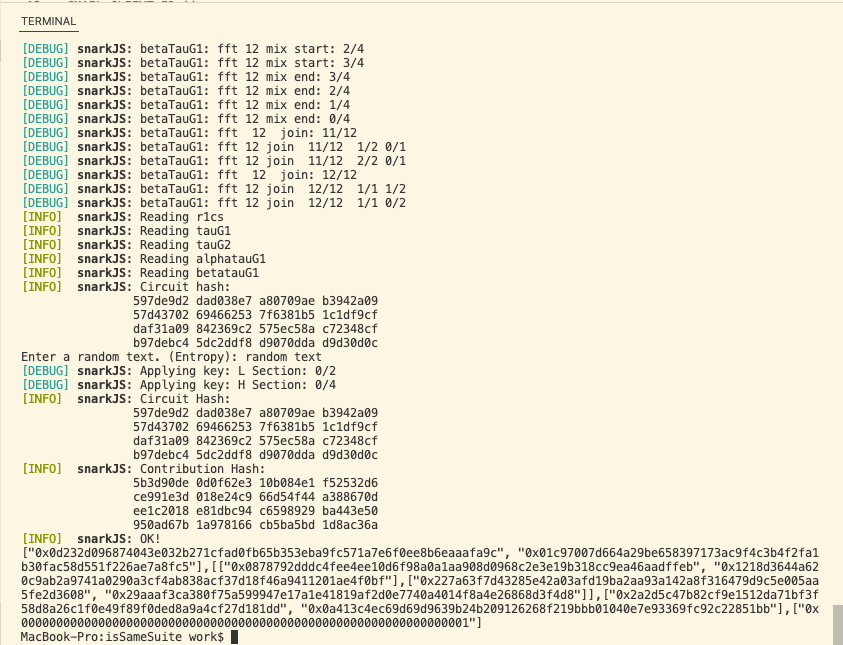 TERMINAL
[DEBUG] snarkJS: betaTauG1: fft 12 mix start: 2/4
[DEBUG] snarkJS: betaTauG1: fft 12 mix start: 3/4
[DEBUG] snarkJS: betaTauG1: fft 12 mix end: 3/4
[DEBUG] snarkJS: betaTauG1: fft 12 mix end: 2/4
[DEBUG] snarkJS: betaTauG1: fft 12 mix end: 1/4
[DEBUG] snarkJS: betaTauG1: fft 12 mix end: 0/4
[DEBUG] snarkJS: betaTauG1: fft  12  join: 11/12
[DEBUG] snarkJS: betaTauG1: fft 12 join  11/12  1/2 0/1
[DEBUG] snarkJS: betaTauG1: fft 12 join  11/12  2/2 0/1
[DEBUG] snarkJS: betaTauG1: fft  12  join: 12/12
[DEBUG] snarkJS: betaTauG1: fft 12 join  12/12  1/1 1/2
[DEBUG] snarkJS: betaTauG1: fft 12 join  12/12  1/1 0/2
[INFO]  snarkJS: Reading r1cs
[INFO]  snarkJS: Reading tauG1
[INFO]  snarkJS: Reading tauG2
[INFO]  snarkJS: Reading alphatauG1
[INFO]  snarkJS: Reading betatauG1
[INFO]  snarkJS: Circuit hash:
597de9d2 dad038e7 a80709ae b3942a09
57d43702 69466253 7f6381b5 1c1df9cf
daf31a09 842369c2 575ec58a c72348cf
b97debc4 5dc2ddf8 d9070dda d9d30d0c
Enter a random text. (Entropy): random text
[DEBUG] snarkJS: Applying key: L Section: 0/2
[DEBUG] snarkJS: Applying key: H Section: 0/4
[INFO]  snarkJS: Circuit Hash:
597de9d2 dad038e7 a80709ae b3942a09
57d43702 69466253 7f6381b5 1c1df9cf
daf31a09 842369c2 575ec58a c72348cf
b97debc4 5dc2ddf8 d9070dda d9d30d0c
[INFO]  snarkJS: Contribution Hash:
5b3d90de 0d0f62e3 10b084e1 f52532d6
ce991e3d 018e24c9 66d54f44 a388670d
ee1c2018 e81dbc94 c6598929 ba443e50
950ad67b 1a978166 cb5ba5bd 1d8ac36a
[INFO]  snarkJS: OK!
["0x0d232d096874043e032b271cfad0fb65b353eba9fc571a7e6f0ee8b6eaaafa9c", "0x01c97007d664a29be658397173ac9f4c3b4f2fa1
b30fac58d551f226ae7a8fc5"],[["0x0878792dddc4fee4ee10d6f98a0a1aa908d0968c2e3e19b318cc9ea46aadffeb", "0x1218d3644a62
0c9ab2a9741a0290a3cf4ab838acf37d18f46a9411201ae4f0bf"],["0x227a63f7d43285e42a03afd19ba2aa93a142a8f316479d9c5e005aa
5fe2d3608", "0x29aaaf3ca380f75a599947e17a1e41819af2d0e7740a4014f8a4e26868d3f4d8"]],["0x2a2d5c47b82cf9e1512da71bf3f
58d8a26c1f0e49f89f0ded8a9a4cf27d181dd", "0x0a413c4ec69d69d9639b24b209126268f219bbb01040e7e93369fc92c22851bb"],["0x
0000000000000000000000000000000000000000000000000000000000000001"]
MacBook-Pro:isSameSuite work$